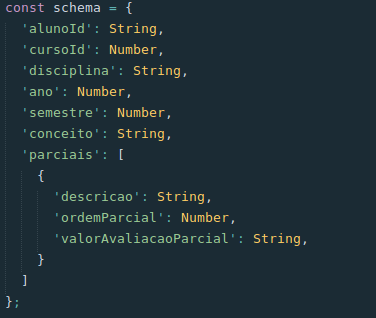 const schema = {
  'alunoId': String,
  'cursoId': Number,
  'disciplina': String,
  'ano': Number,
  'semestre': Number,
  'conceito': String,
  'parciais': [
    {
      'descricao': String,
      'ordemParcial': Number,
      'valorAvaliacaoParcial': String,
    }
  ]
};